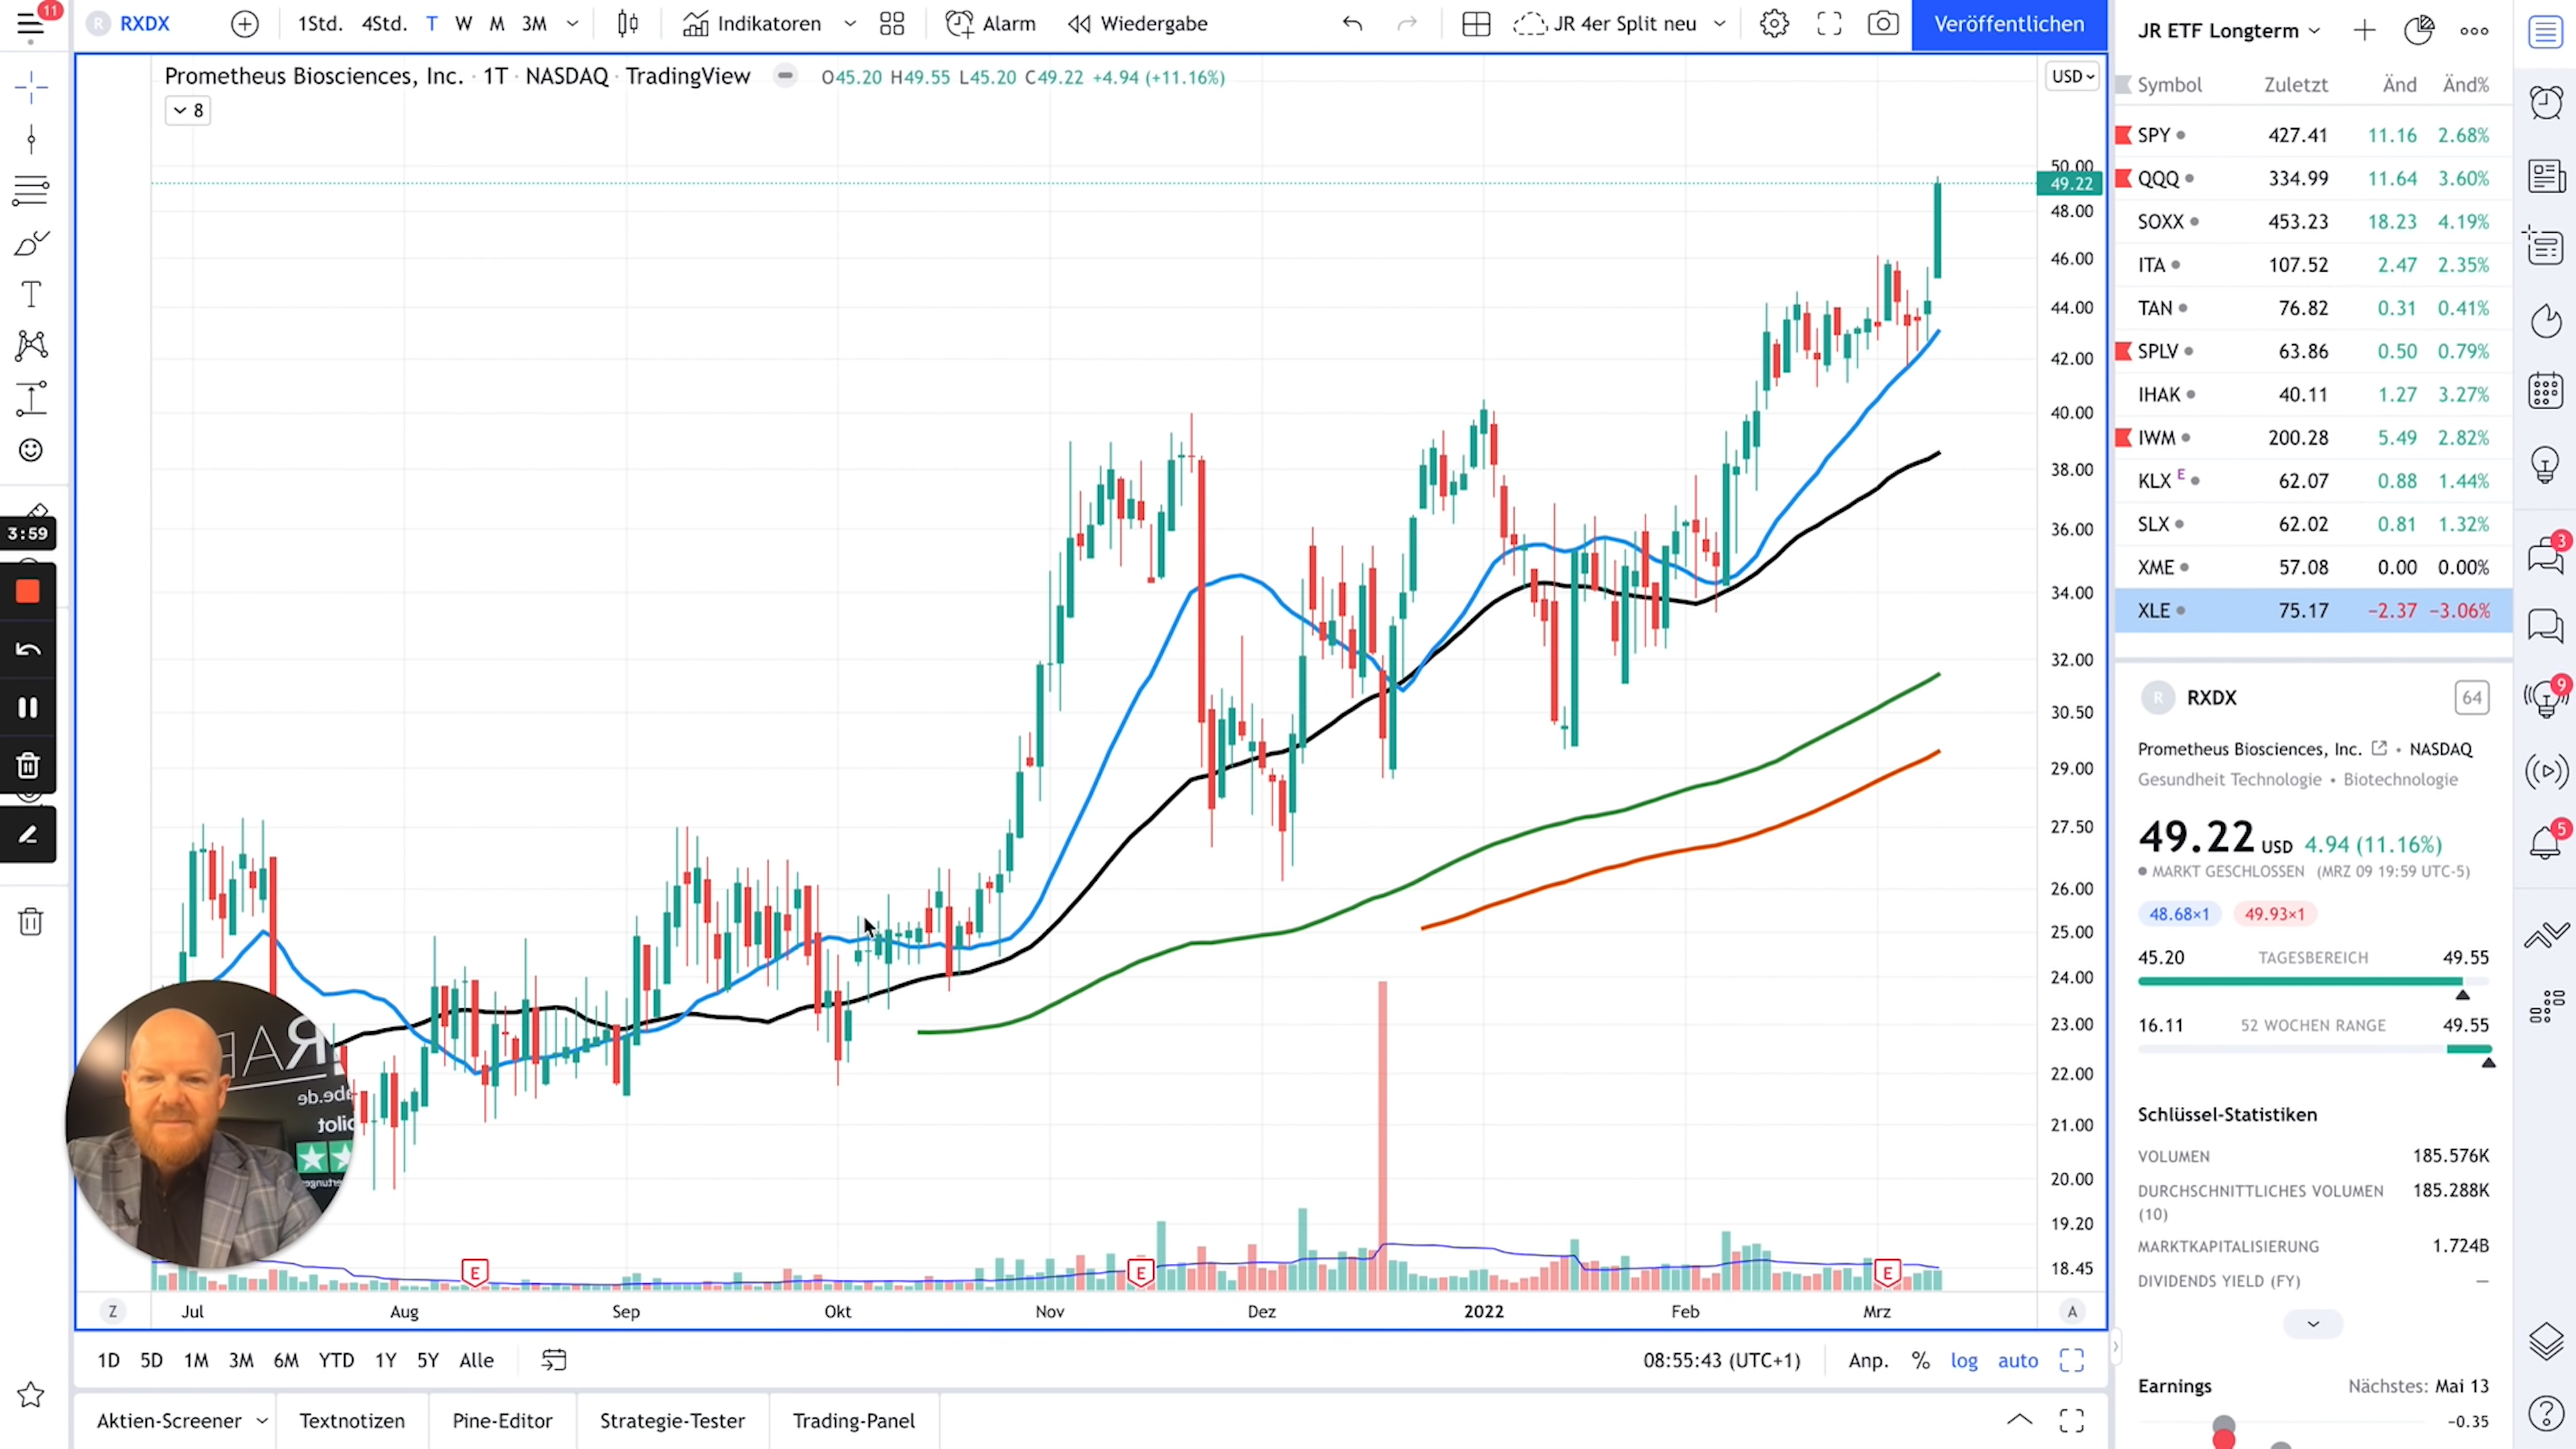 11
R RXDX
1Std. 4Std. T W M 3M
Indikatoren
Alarm
Wiedergabe
JR 4er Split neu
Veröffentlichen
Prometheus Biosciences, Inc. · 1T · NASDAQ · TradingView
O45.20 H49.55 L45.20 C49.22 +4.94 (+11.16%)
8
USD
50.00
49.22
48.00
46.00
44.00
42.00
40.00
38.00
36.00
34.00
32.00
30.50
29.00
27.50
26.00
25.00
24.00
23.00
22.00
21.00
20.00
19.20
18.45
3:59
E E E
Z Jul Aug Sep Okt Nov Dez 2022 Feb Mrz A
1D 5D 1M 3M 6M YTD 1Y 5Y Alle
08:55:43 (UTC+1) Anp. % log auto
Aktien-Screener Textnotizen Pine-Editor Strategie-Tester Trading-Panel
JR ETF Longterm
Symbol Zuletzt Änd Änd%
SPY 427.41 11.16 2.68%
QQQ 334.99 11.64 3.60%
SOXX 453.23 18.23 4.19%
ITA 107.52 2.47 2.35%
TAN 76.82 0.31 0.41%
SPLV 63.86 0.50 0.79%
IHAK 40.11 1.27 3.27%
IWM 200.28 5.49 2.82%
KLX E 62.07 0.88 1.44%
SLX 62.02 0.81 1.32%
XME 57.08 0.00 0.00%
XLE 75.17 −2.37 −3.06%
R RXDX 64
Prometheus Biosciences, Inc. • NASDAQ
Gesundheit Technologie • Biotechnologie
49.22 USD 4.94 (11.16%)
MARKT GESCHLOSSEN (MRZ 09 19:59 UTC-5)
48.68×1 49.93×1
45.20 TAGESBEREICH 49.55
16.11 52 WOCHEN RANGE 49.55
Schlüssel-Statistiken
VOLUMEN 185.576K
DURCHSCHNITTLICHES VOLUMEN 185.288K
(10)
MARKTKAPITALISIERUNG 1.724B
DIVIDENDS YIELD (FY) —
Earnings Nächstes: Mai 13
-0.35
3
9
5